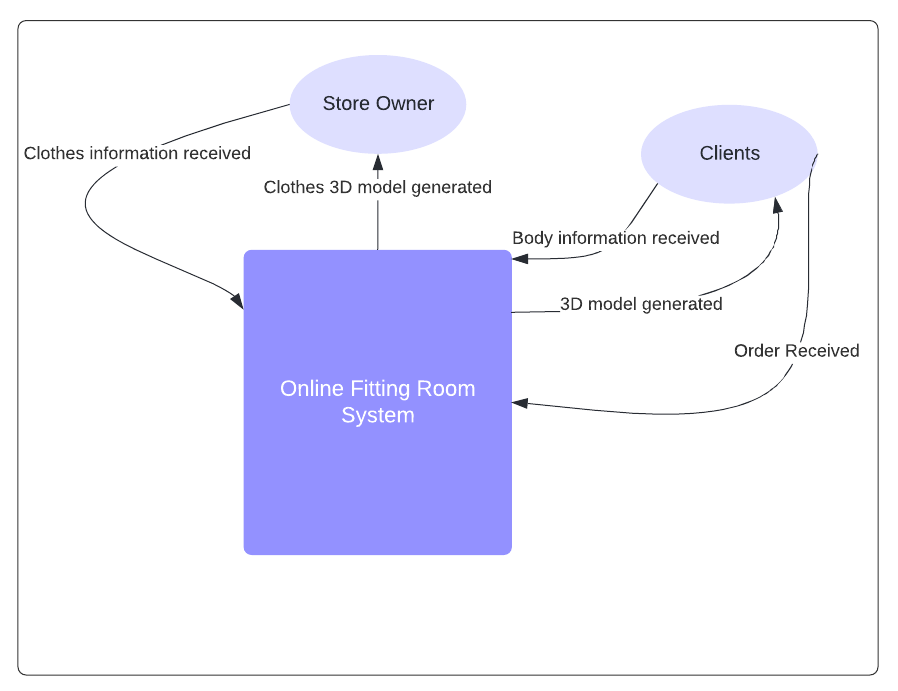 Store Owner
Clients
Clothes information received
Clothes 3D model generated
Body information received
3D model generated
Order Received
Online Fitting Room
System